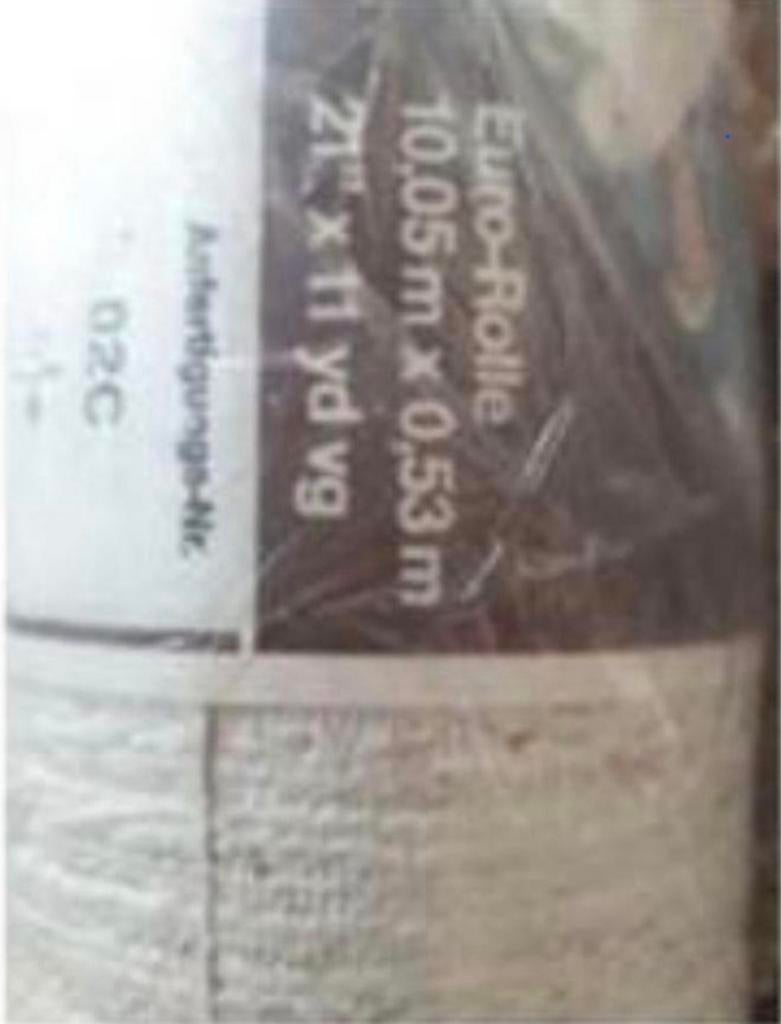 Euro-Rolle
10,05 m x 0,53 m
21" x 11 yd vg
Anfertigungs-Nr.
02C